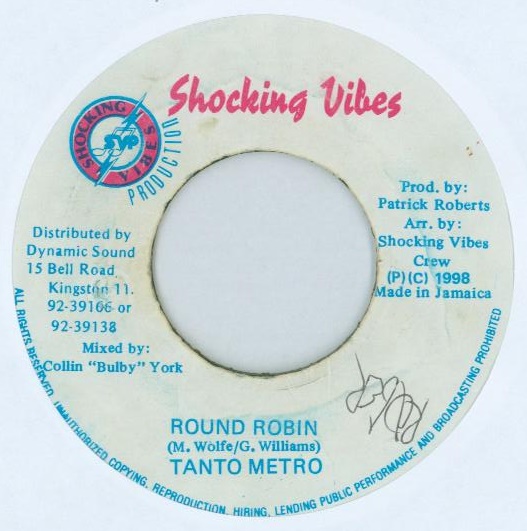 Shocking Vibes
SHOCKING VIBES
SVP
PRODUCTION
Distributed by
Dynamic Sound
15 Bell Road
Kingston 11.
92-39106 or
92-39138
Mixed by:
Collin "Bulby" York
Prod. by:
Patrick Roberts
Arr. by:
Shocking Vibes
Crew
(P)(C) 1998
Made in Jamaica
ROUND ROBIN
(M. Wolfe/G. Williams)
TANTO METRO
ALL RIGHTS RESERVED. UNAUTHORIZED COPYING, REPRODUCTION, HIRING, LENDING PUBLIC PERFORMANCE AND BROADCASTING PROHIBITED